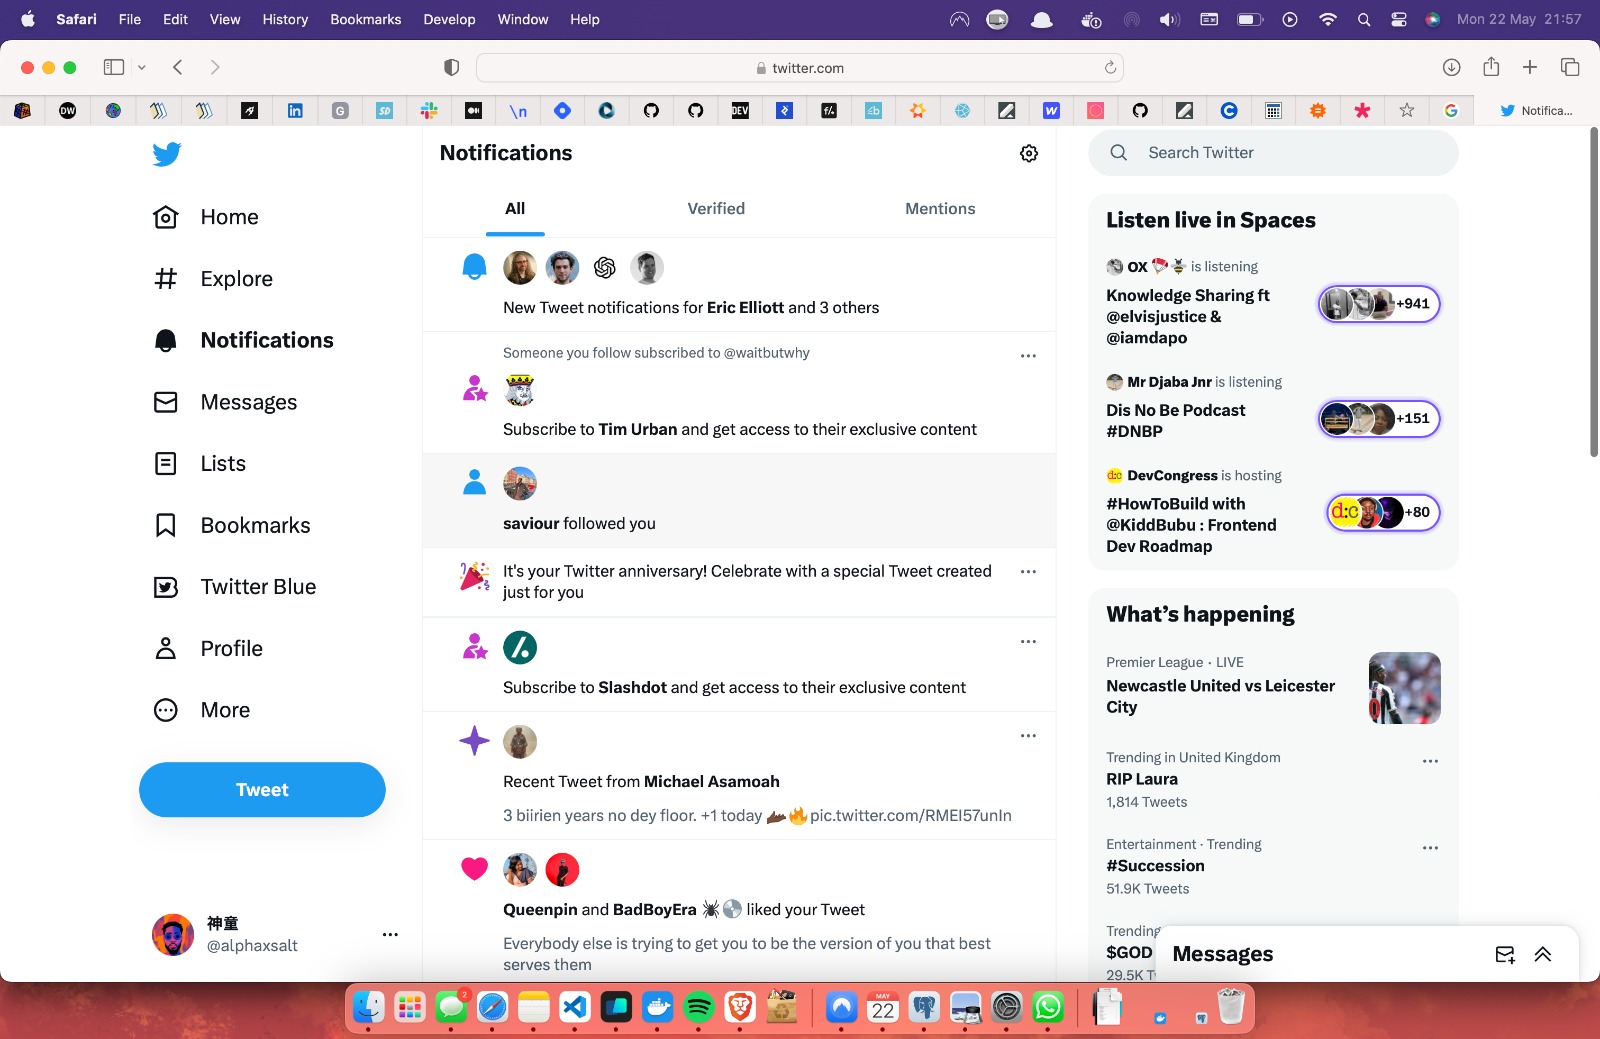 Safari File Edit View History Bookmarks Develop Window Help
Mon 22 May 21:57
twitter.com
DW
in
G
SD
\n
DEV
f/.
4b
W
C
G
Notifica...
Notifications
All
Verified
Mentions
Home
Explore
Notifications
Messages
Lists
Bookmarks
Twitter Blue
Profile
More
Tweet
神童
@alphaxsalt
New Tweet notifications for Eric Elliott and 3 others
Someone you follow subscribed to @waitbutwhy
Subscribe to Tim Urban and get access to their exclusive content
saviour followed you
It's your Twitter anniversary! Celebrate with a special Tweet created
just for you
Subscribe to Slashdot and get access to their exclusive content
Recent Tweet from Michael Asamoah
3 biirien years no dey floor. +1 today 🔥pic.twitter.com/RMEI57unIn
Queenpin and BadBoyEra 🕷💿 liked your Tweet
Everybody else is trying to get you to be the version of you that best
serves them
Search Twitter
Listen live in Spaces
OX 🐝 is listening
Knowledge Sharing ft
@elvisjustice &
@iamdapo
+941
Mr Djaba Jnr is listening
Dis No Be Podcast
#DNBP
+151
d:c DevCongress is hosting
#HowToBuild with
@KiddBubu : Frontend
Dev Roadmap
d:c +80
What’s happening
Premier League · LIVE
Newcastle United vs Leicester
City
Trending in United Kingdom
RIP Laura
1,814 Tweets
Entertainment · Trending
#Succession
51.9K Tweets
Trending
$GOD
29.5K T
Messages
2
MAY
22